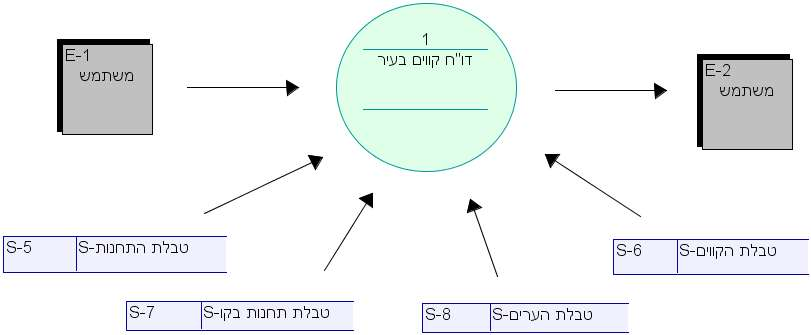 1
דו"ח קווים בעיר
E-1
משתמש
E-2
משתמש
S-5
טבלת התחנות-S
S-6
טבלת הקווים-S
S-7
טבלת תחנות בקו-S
S-8
טבלת הערים-S